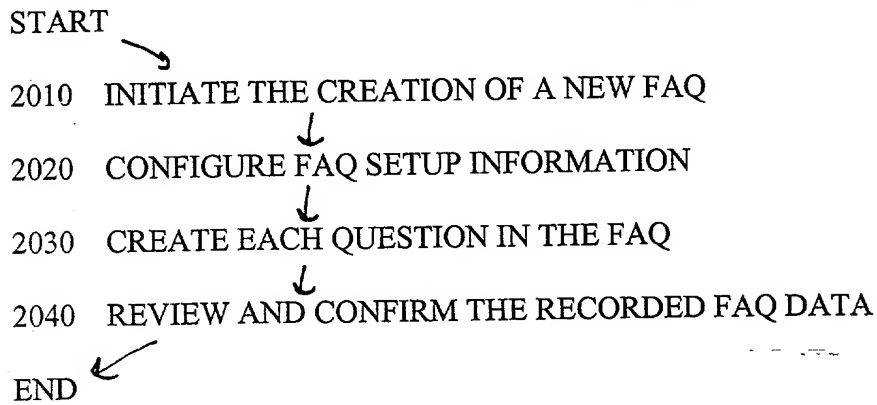 START
2010 INITIATE THE CREATION OF A NEW FAQ
2020 CONFIGURE FAQ SETUP INFORMATION
2030 CREATE EACH QUESTION IN THE FAQ
2040 REVIEW AND CONFIRM THE RECORDED FAQ DATA
END